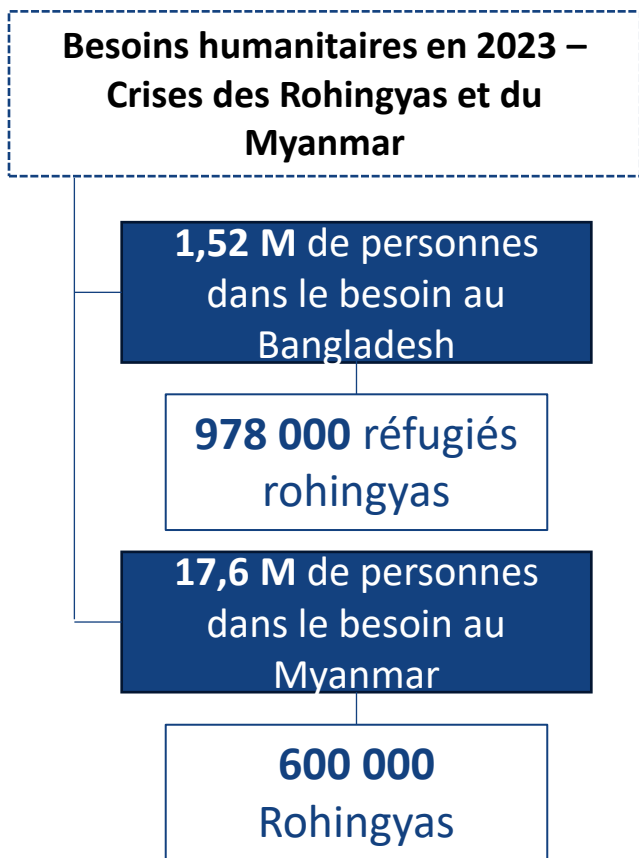 Besoins humanitaires en 2023 –
Crises des Rohingyas et du
Myanmar
1,52 M de personnes
dans le besoin au
Bangladesh
978 000 réfugiés
rohingyas
17,6 M de personnes
dans le besoin au
Myanmar
600 000
Rohingyas